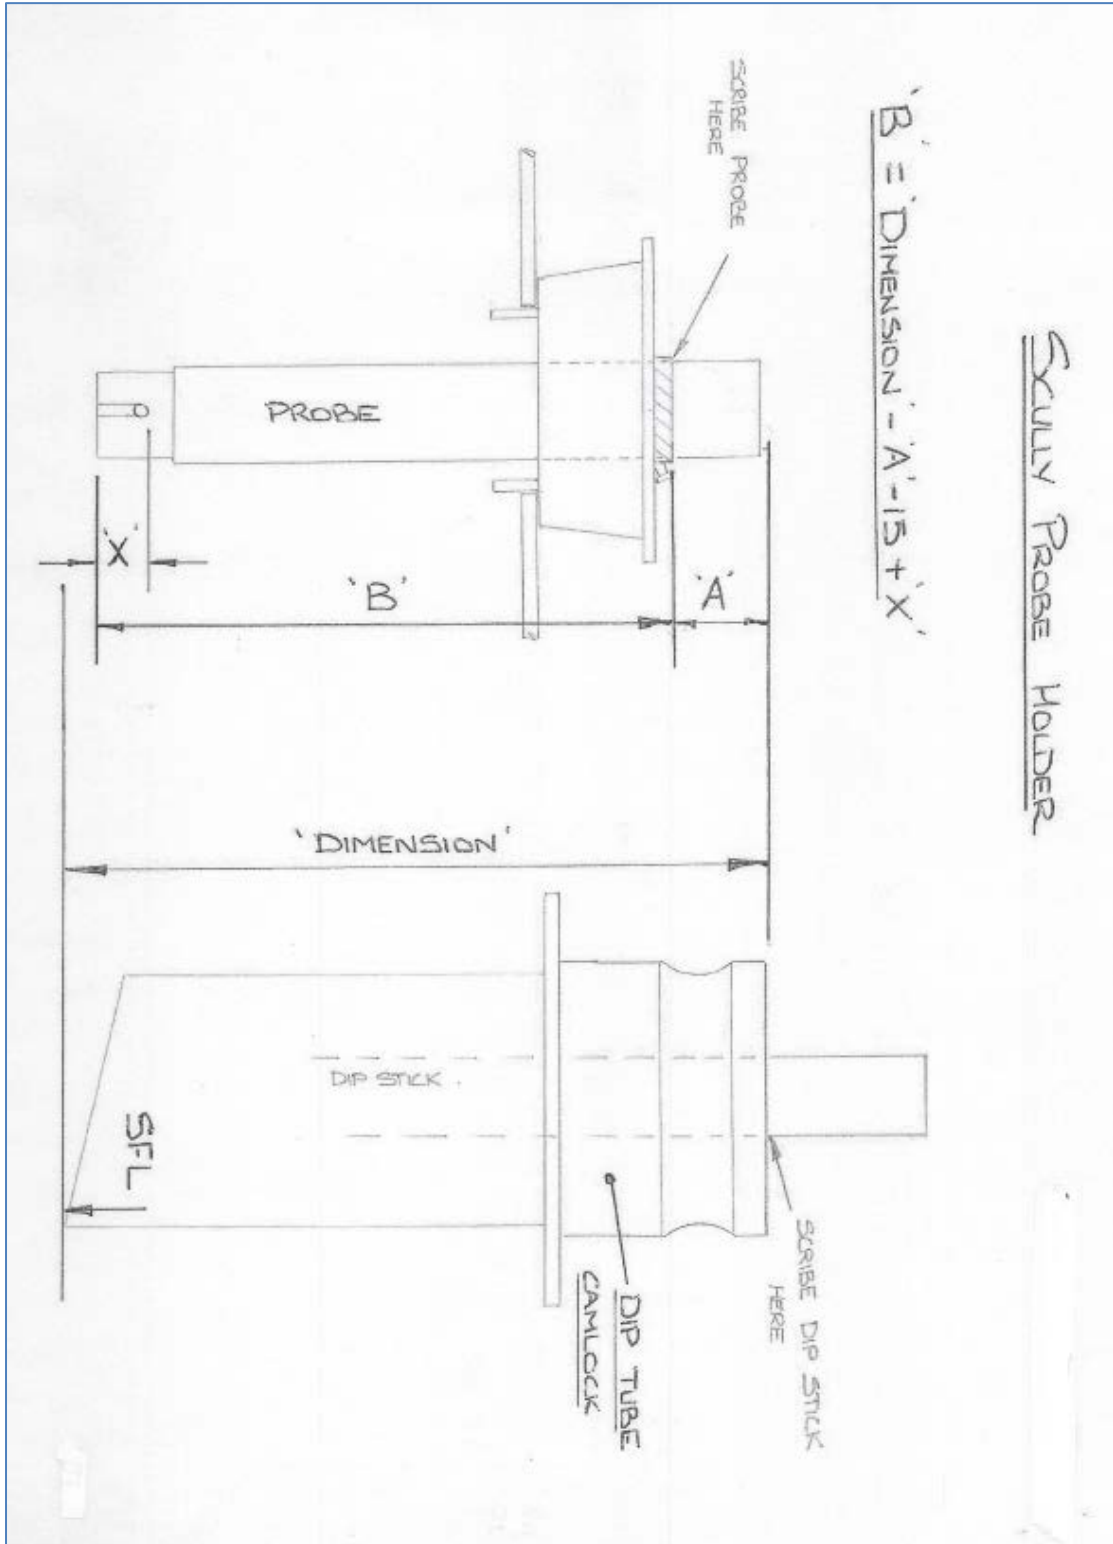 SCULLY PROBE HOLDER
'B' = 'DIMENSION' - 'A' - 15 + 'X'
SCRIBE PROBE
HERE
PROBE
'X'
'B'
'A'
'DIMENSION'
DIP STICK
SFL
SCRIBE DIP STICK
HERE
DIP TUBE
CAMLOCK